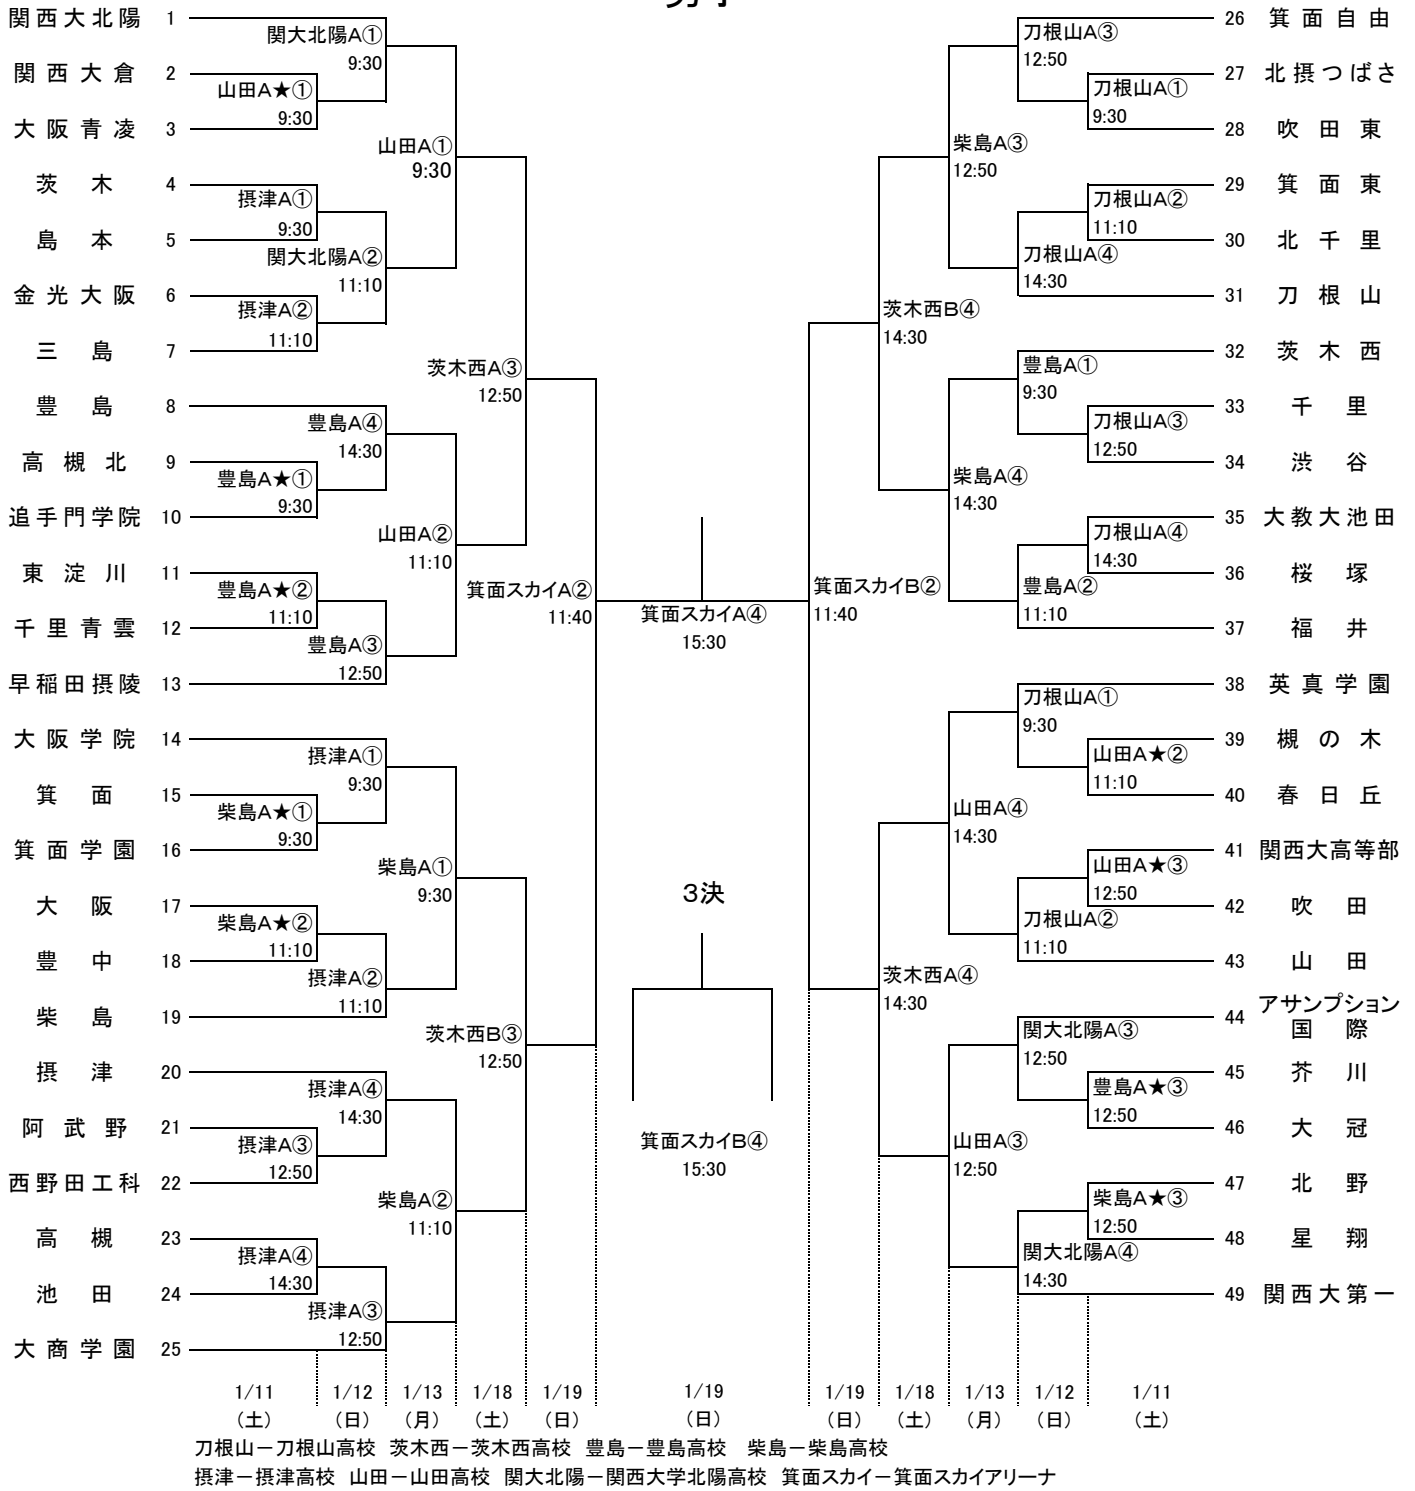 関西大北陽 1
関大北陽A①
9:30
関西大倉 2
山田A★①
9:30
大阪青凌 3
山田A①
9:30
茨木 4
摂津A①
9:30
島本 5
関大北陽A②
11:10
金光大阪 6
摂津A②
11:10
三島 7
茨木西A③
12:50
豊島 8
豊島A④
14:30
高槻北 9
豊島A★①
9:30
追手門学院 10
山田A②
11:10
東淀川 11
豊島A★②
11:10
箕面スカイA②
11:40
千里青雲 12
豊島A③
12:50
早稲田摂陵 13
大阪学院 14
摂津A①
9:30
箕面 15
柴島A★①
9:30
箕面学園 16
柴島A①
9:30
大阪 17
柴島A★②
11:10
豊中 18
摂津A②
11:10
柴島 19
茨木西B③
12:50
摂津 20
摂津A④
14:30
阿武野 21
摂津A③
12:50
西野田工科 22
柴島A②
11:10
高槻 23
摂津A④
14:30
池田 24
摂津A③
12:50
大商学園 25
箕面スカイA④
15:30
3決
箕面スカイB④
15:30
26 箕面自由
刀根山A③
12:50
27 北摂つばさ
刀根山A①
9:30
28 吹田東
柴島A③
12:50
29 箕面東
刀根山A②
11:10
30 北千里
刀根山A④
14:30
31 刀根山
茨木西B④
14:30
32 茨木西
豊島A①
9:30
33 千里
刀根山A③
12:50
34 渋谷
柴島A④
14:30
35 大教大池田
刀根山A④
14:30
36 桜塚
豊島A②
11:10
箕面スカイB②
11:40
37 福井
38 英真学園
刀根山A①
9:30
39 槻の木
山田A★②
11:10
40 春日丘
山田A④
14:30
41 関西大高等部
山田A★③
12:50
42 吹田
刀根山A②
11:10
43 山田
茨木西A④
14:30
44 アサンプション
国際
関大北陽A③
12:50
45 芥川
豊島A★③
12:50
46 大冠
山田A③
12:50
47 北野
柴島A★③
12:50
48 星翔
関大北陽A④
14:30
49 関西大第一
1/11 1/12 1/13 1/18 1/19 1/19 1/19 1/18 1/13 1/12 1/11
(土) (日) (月) (土) (日) (日) (日) (土) (月) (日) (土)
刀根山－刀根山高校 茨木西－茨木西高校 豊島－豊島高校 柴島－柴島高校
摂津－摂津高校 山田－山田高校 関大北陽－関西大学北陽高校 箕面スカイ－箕面スカイアリーナ